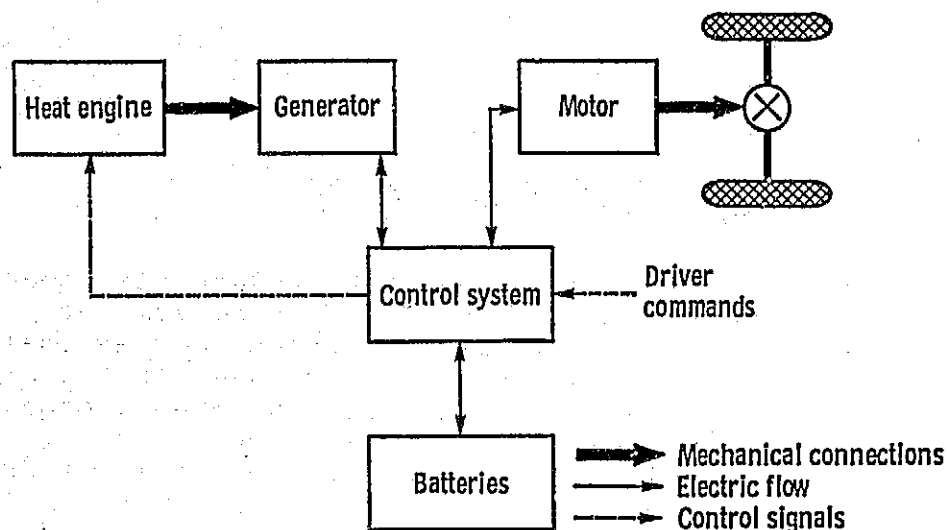 Heat engine
Generator
Motor
Control system
Driver
commands
Batteries
Mechanical connections
Electric flow
Control signals